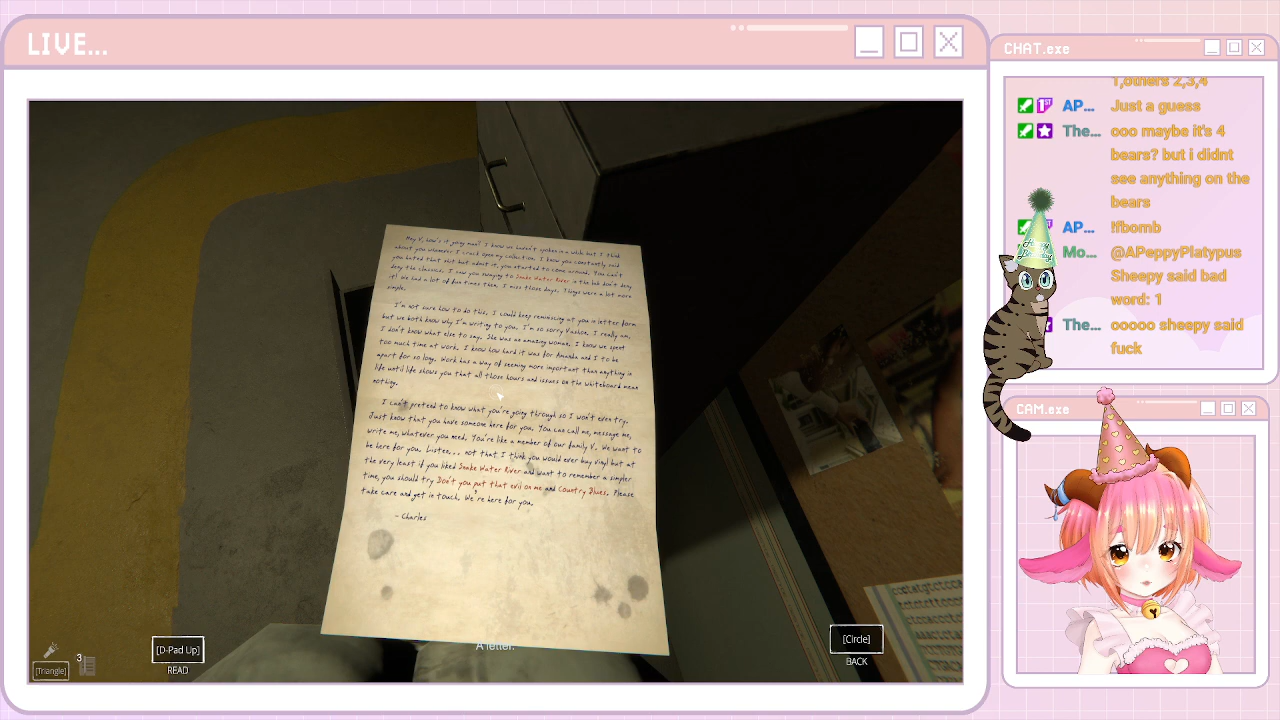 LIVE...
CHAT.exe
1,others 2,3,4
AP... Just a guess
The... ooo maybe it's 4
bears? but i didnt
see anything on the
bears
AP... !fbomb
Mo... @APeppyPlatypus
Sheepy said bad
word: 1
The... ooooo sheepy said
fuck
CAM.exe
Hey V, how's it going man? I know we haven't spoken in a while but I think
about you whenever I crack open my collection. I know you constantly said
you hated that shit but admit it, you started to come around. You can't
deny the classics. I saw you swaying to Snake Water River in the lab don't deny
it! We had a lot of fun times then. I miss those days. Things were a lot more
simple.
I'm not sure how to do this. I could keep reminiscing at you in letter form
but we both know why I'm writing to you. I'm so sorry Vashon. I really am.
I don't know what else to say. She was an amazing woman. I know we spent
too much time at work. I know how hard it was for Amanda and I to be
apart for so long. Work has a way of seeming more important than anything in
life until life shows you that all those hours and issues on the whiteboard mean
nothing.
I can't pretend to know what you're going through so I won't even try.
Just know that you have someone here for you. You can call me, message me,
write me, whatever you need. You're like a member of our family V. We want to
be here for you. Listen... not that I think you would ever buy vinyl but at
the very least if you liked Snake Water River and want to remember a simpler
time, you should try Don't you put that evil on me and Country Blues. Please
take care and get in touch. We're here for you.
- Charles
A letter.
[Triangle]
3
[D-Pad Up]
READ
[Circle]
BACK